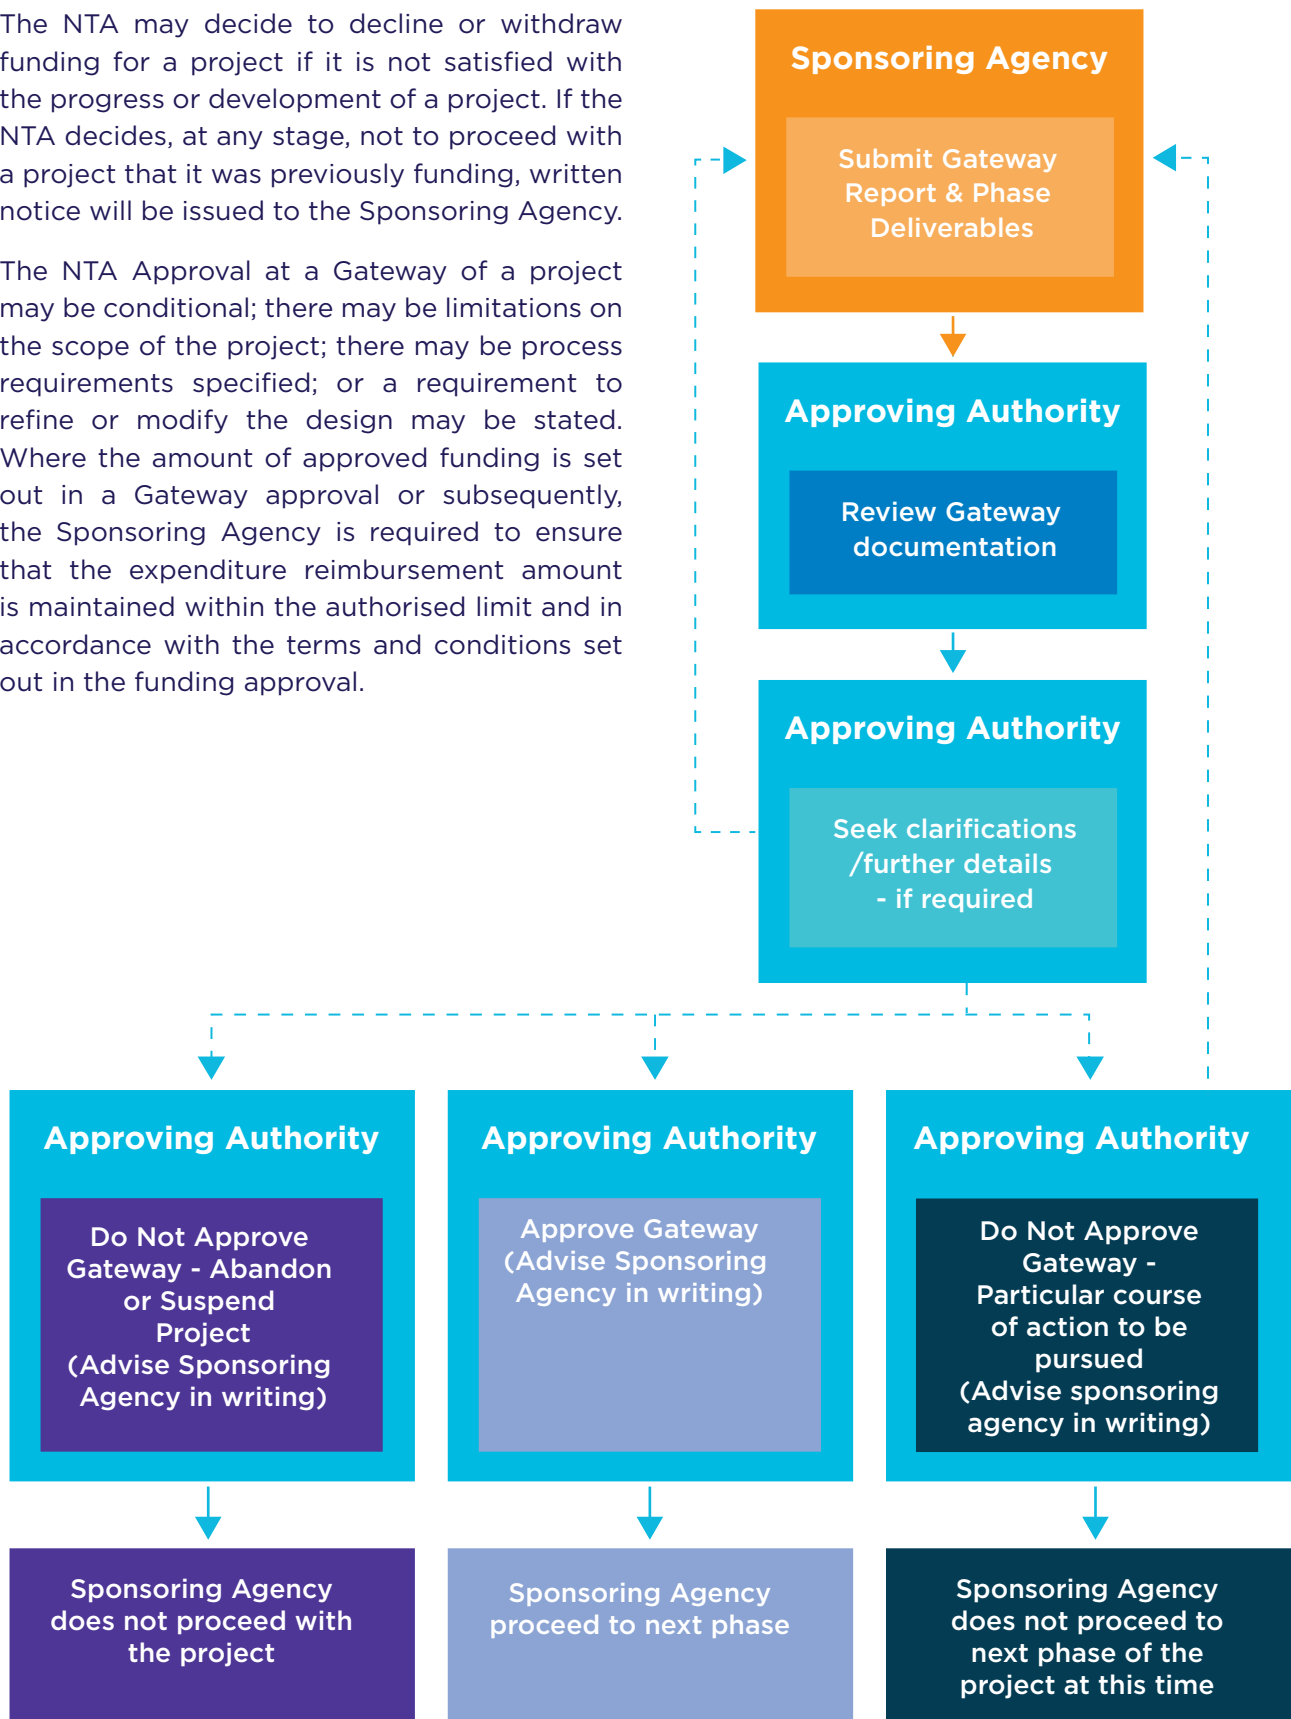 The NTA may decide to decline or withdraw
funding for a project if it is not satisfied with
the progress or development of a project. If the
NTA decides, at any stage, not to proceed with
a project that it was previously funding, written
notice will be issued to the Sponsoring Agency.
The NTA Approval at a Gateway of a project
may be conditional; there may be limitations on
the scope of the project; there may be process
requirements specified; or a requirement to
refine or modify the design may be stated.
Where the amount of approved funding is set
out in a Gateway approval or subsequently,
the Sponsoring Agency is required to ensure
that the expenditure reimbursement amount
is maintained within the authorised limit and in
accordance with the terms and conditions set
out in the funding approval.
Sponsoring Agency
Submit Gateway
Report & Phase
Deliverables
Approving Authority
Review Gateway
documentation
Approving Authority
Seek clarifications
/further details
- if required
Approving Authority
Do Not Approve
Gateway - Abandon
or Suspend
Project
(Advise Sponsoring
Agency in writing)
Approving Authority
Approve Gateway
(Advise Sponsoring
Agency in writing)
Approving Authority
Do Not Approve
Gateway -
Particular course
of action to be
pursued
(Advise sponsoring
agency in writing)
Sponsoring Agency
does not proceed with
the project
Sponsoring Agency
proceed to next phase
Sponsoring Agency
does not proceed to
next phase of the
project at this time